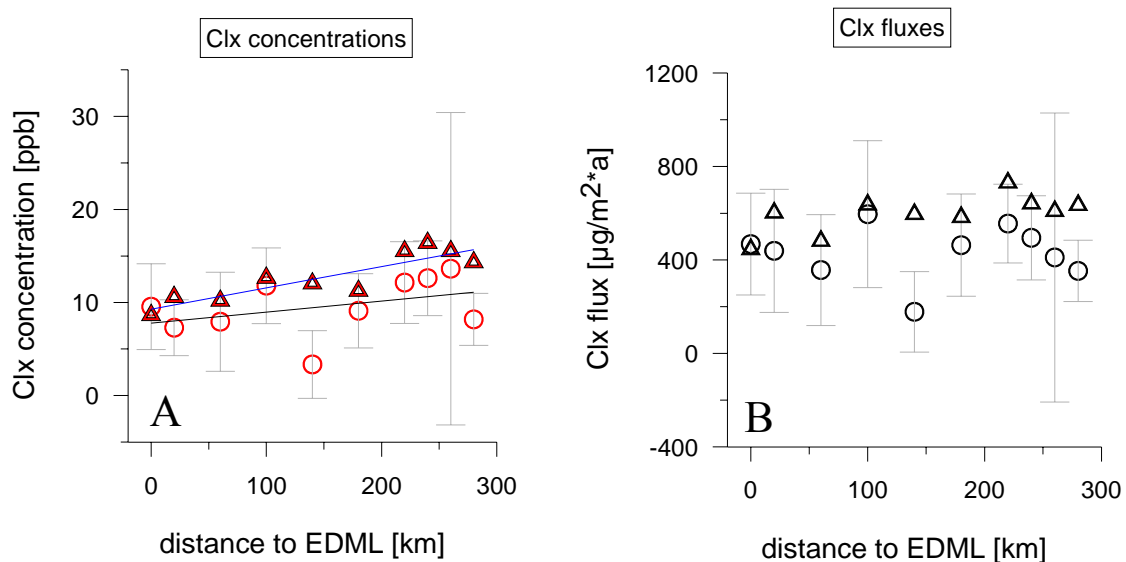 Clx concentrations
35
30
20
10
0
Clx concentration [ppb]
A
0 100 200 300
distance to EDML [km]
Clx fluxes
1200
800
400
0
-400
Clx flux [µg/m²*a]
B
0 100 200 300
distance to EDML [km]